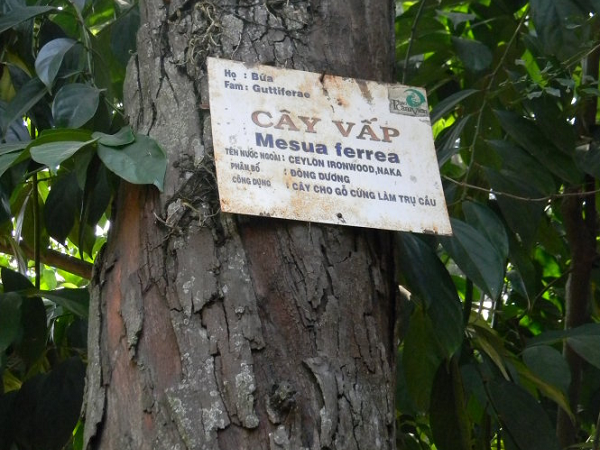 Họ : Bứa
Fam : Guttiferae
CÂY VẤP
Mesua ferrea
TÊN NƯỚC NGOÀI : CEYLON IRONWOOD,NAKA
PHÂN BỐ : ĐÔNG DƯƠNG
CÔNG DỤNG : CÂY CHO GỖ CỨNG LÀM TRỤ CẦU